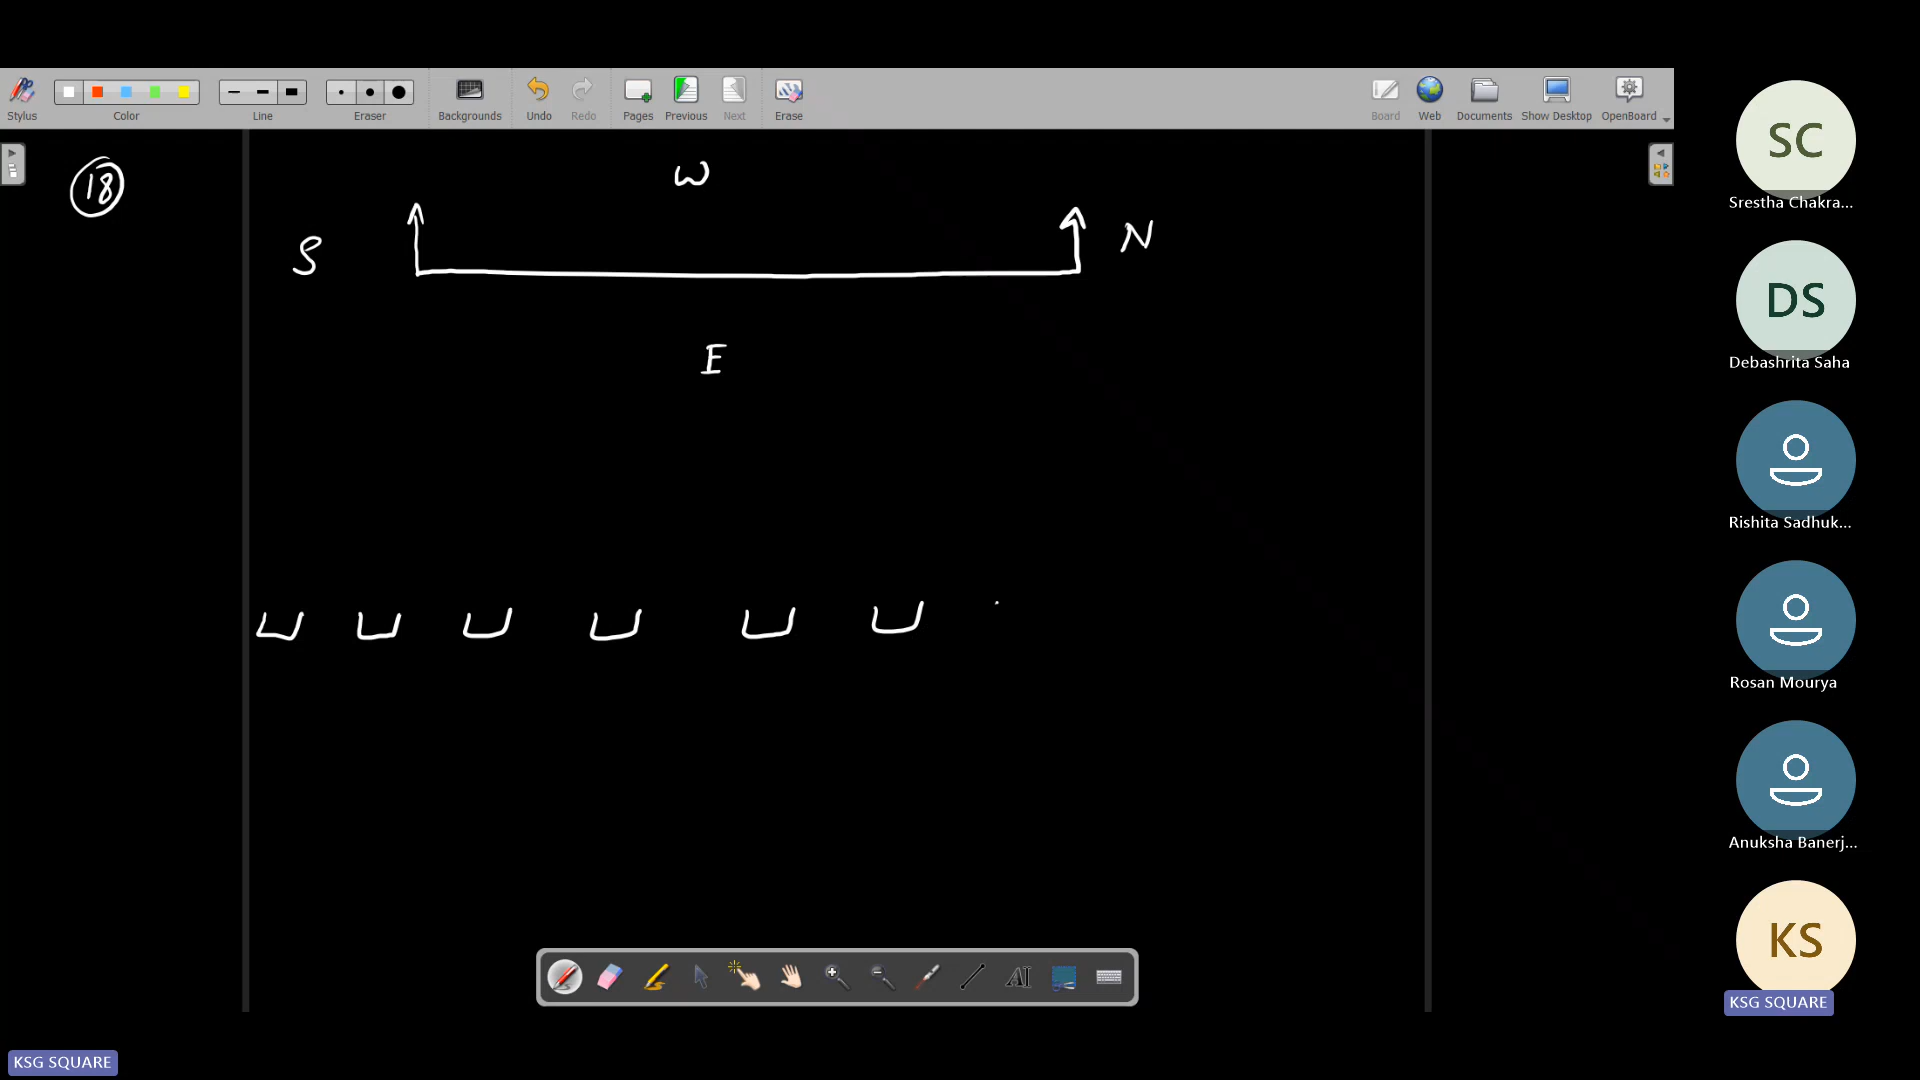 Stylus Color Line Eraser Backgrounds Undo Redo Pages Previous Next Erase Board Web Documents Show Desktop OpenBoard
18
W
S N
E
SC
Srestha Chakra...
DS
Debashrita Saha
Rishita Sadhuk...
Rosan Mourya
Anuksha Banerj...
KS
KSG SQUARE
AI
KSG SQUARE